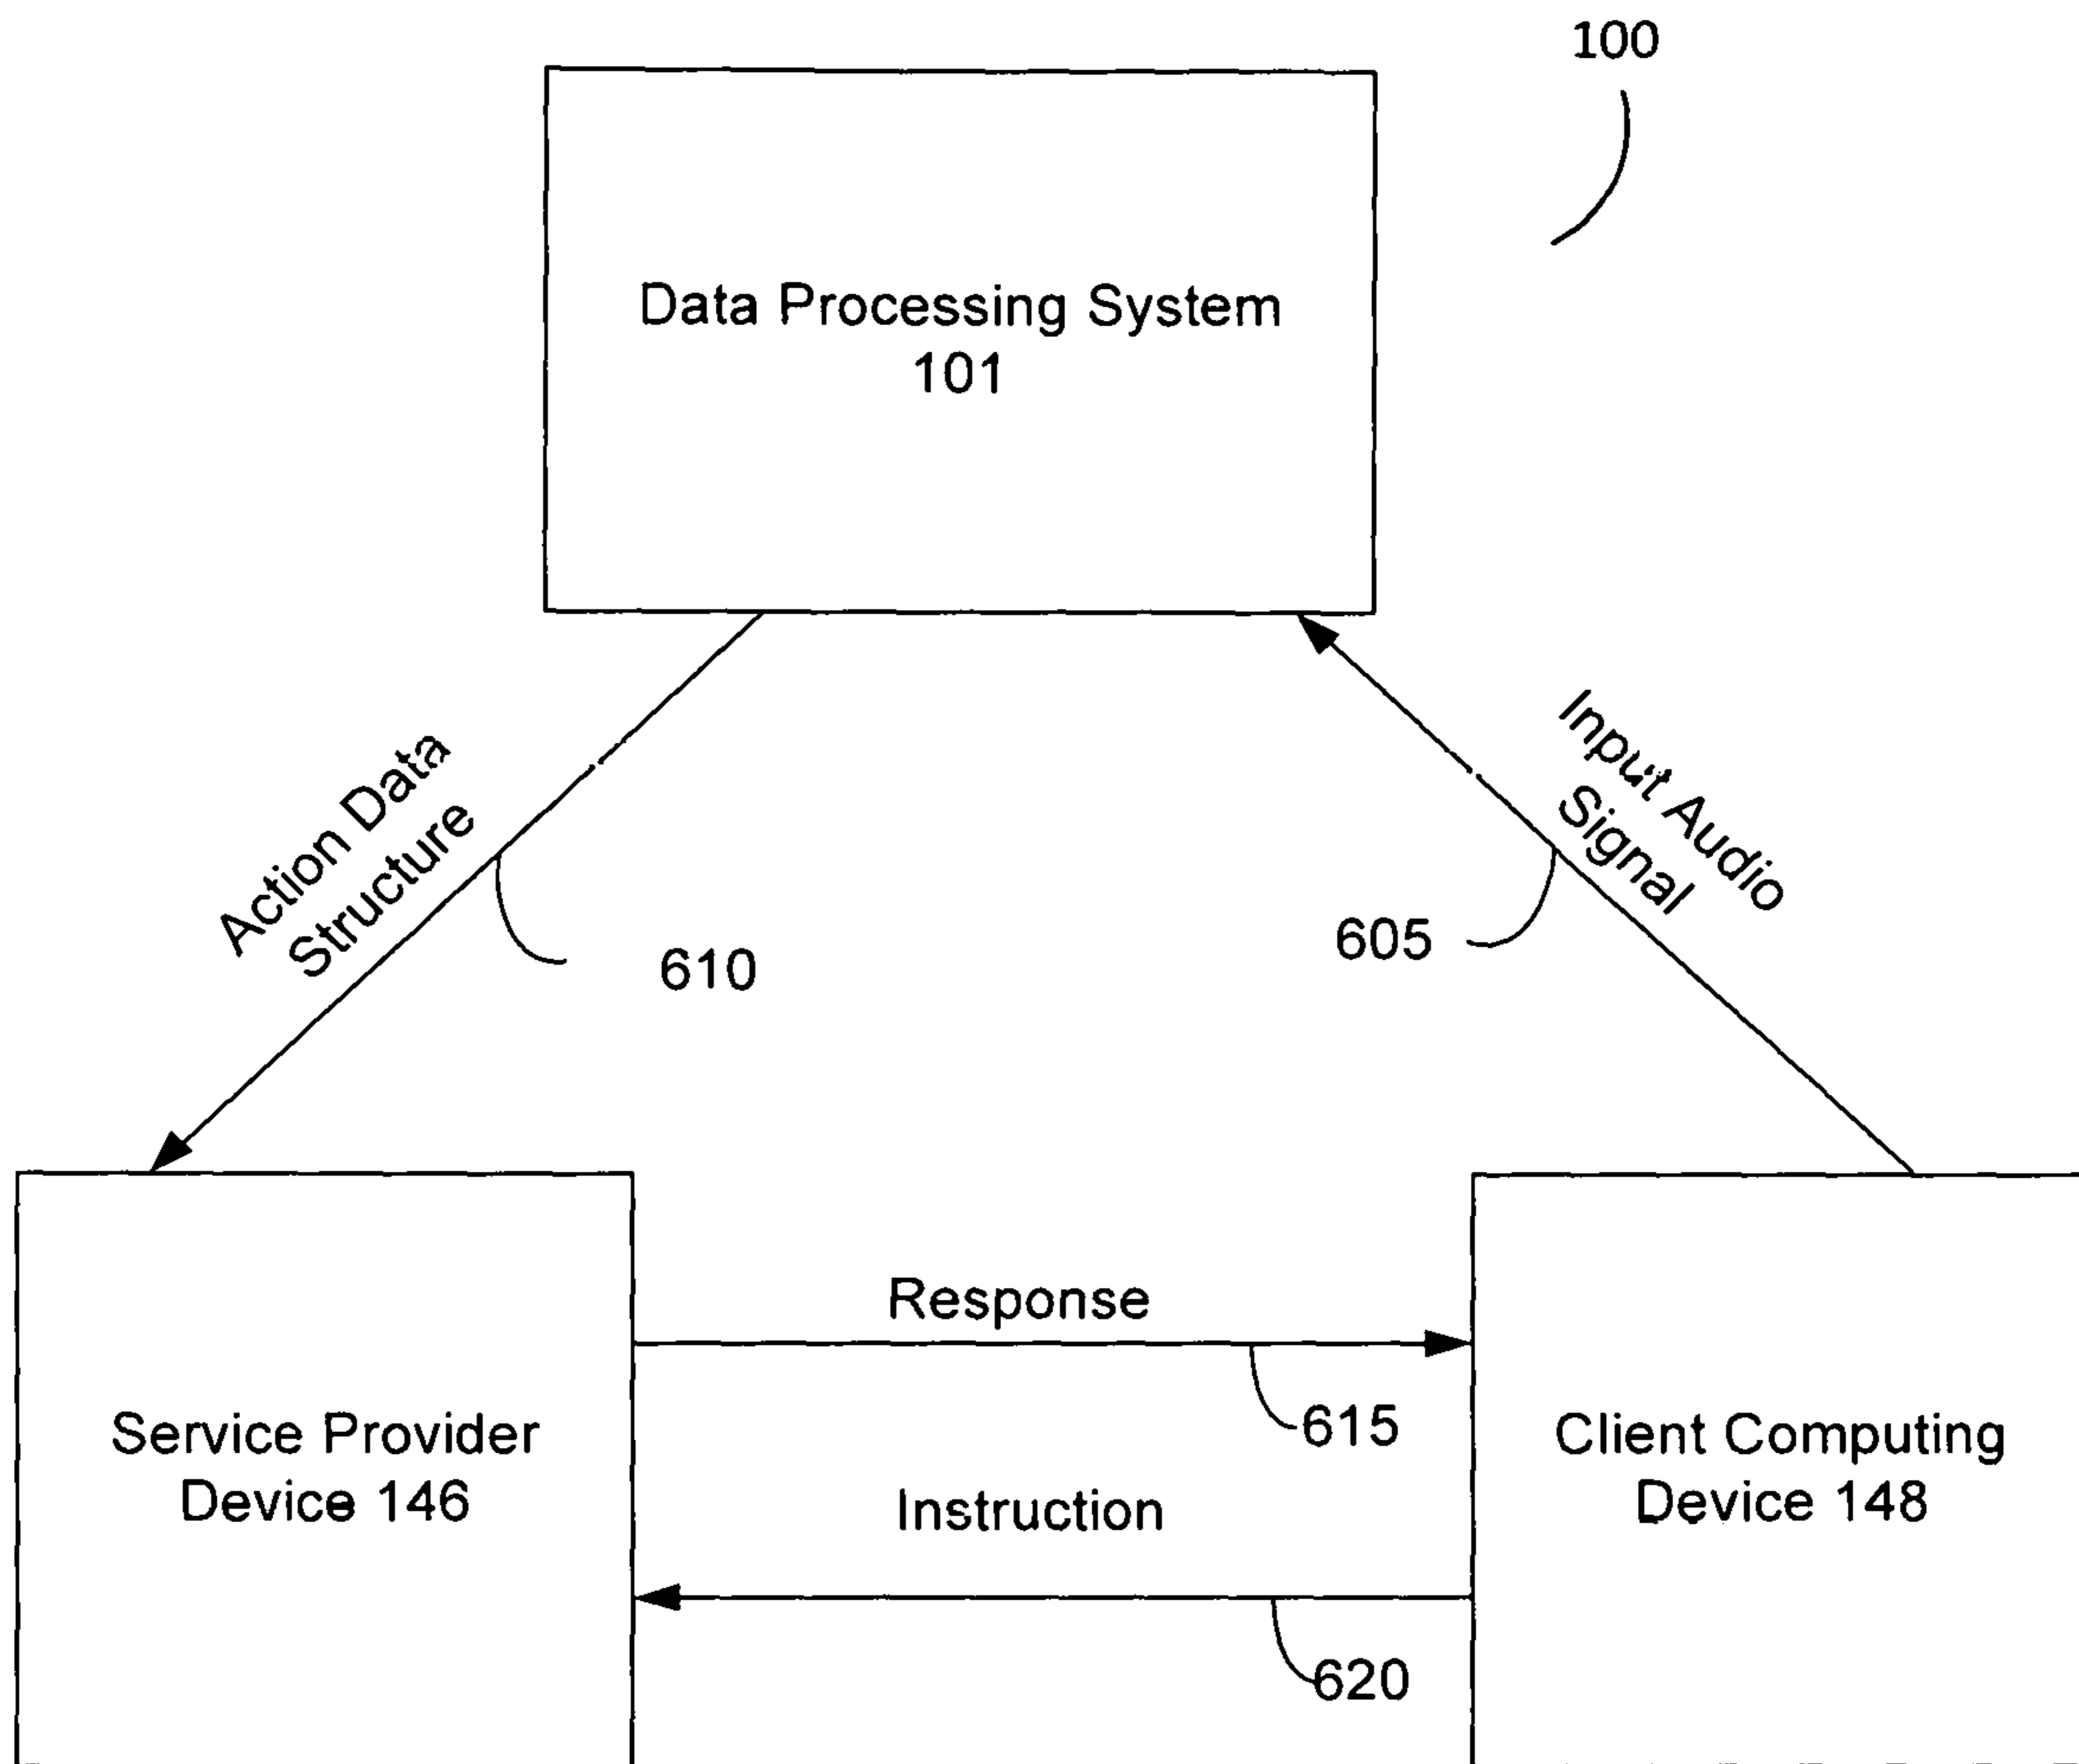 100
Data Processing System
101
Action Data
Structure
610
Input Audio
Signal
605
Response
615
Service Provider
Device 146
Client Computing
Device 148
Instruction
620